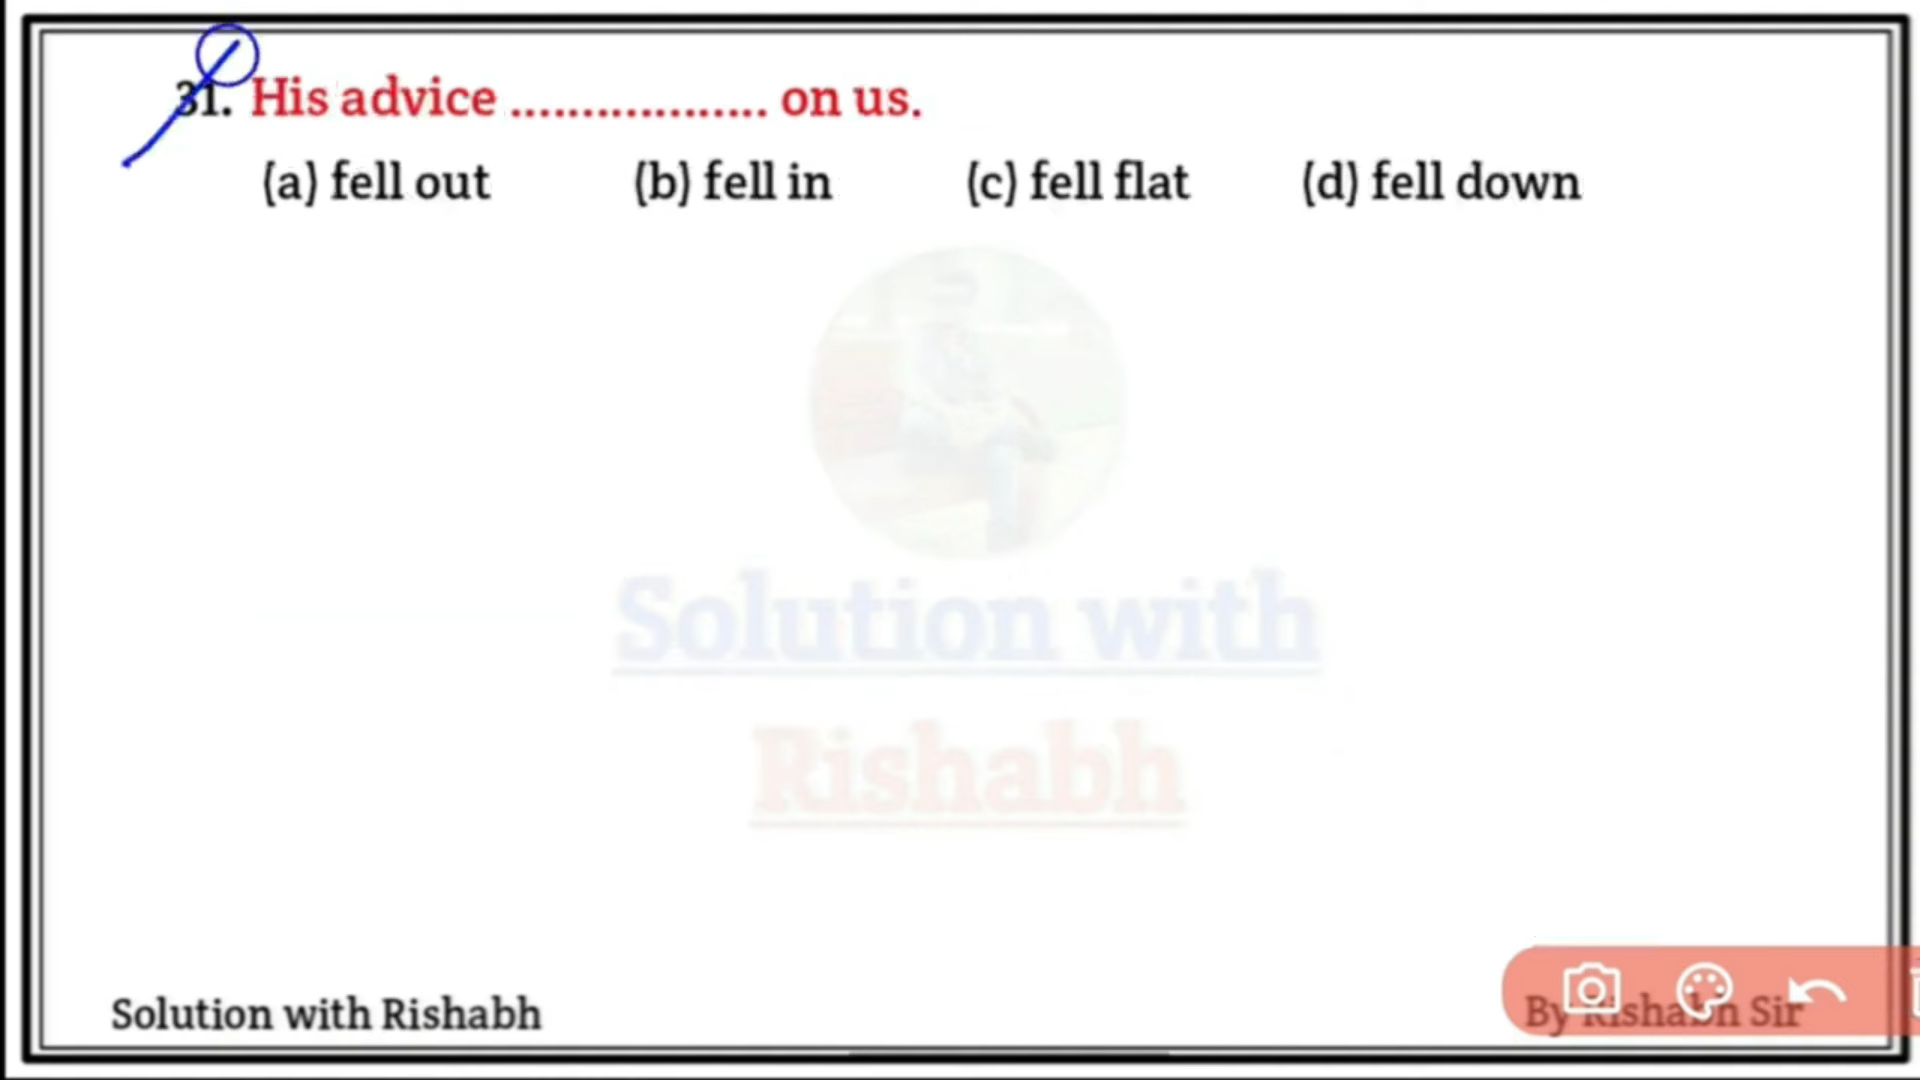 31. His advice .................. on us.
(a) fell out (b) fell in (c) fell flat (d) fell down
Solution with
Rishabh
Solution with Rishabh
By Rishabh Sir